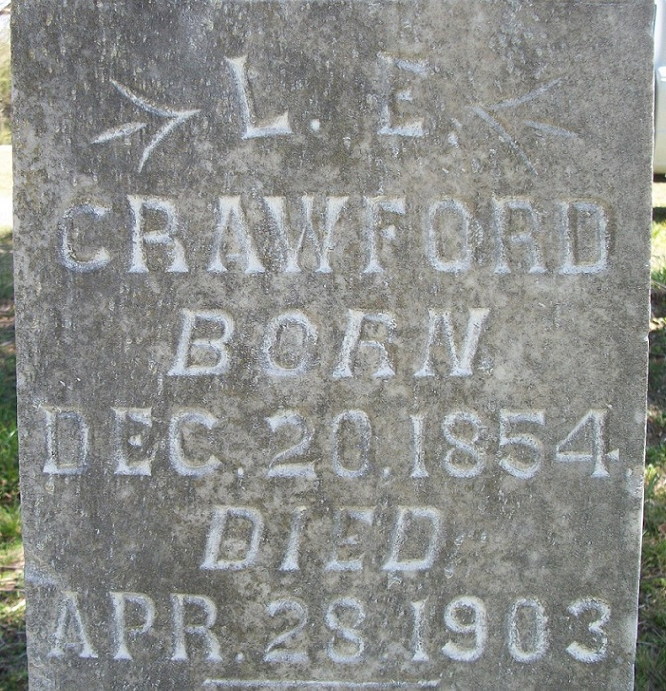 L. E.
CRAWFORD
BORN
DEC. 20. 1854.
DIED
APR. 28. 1903